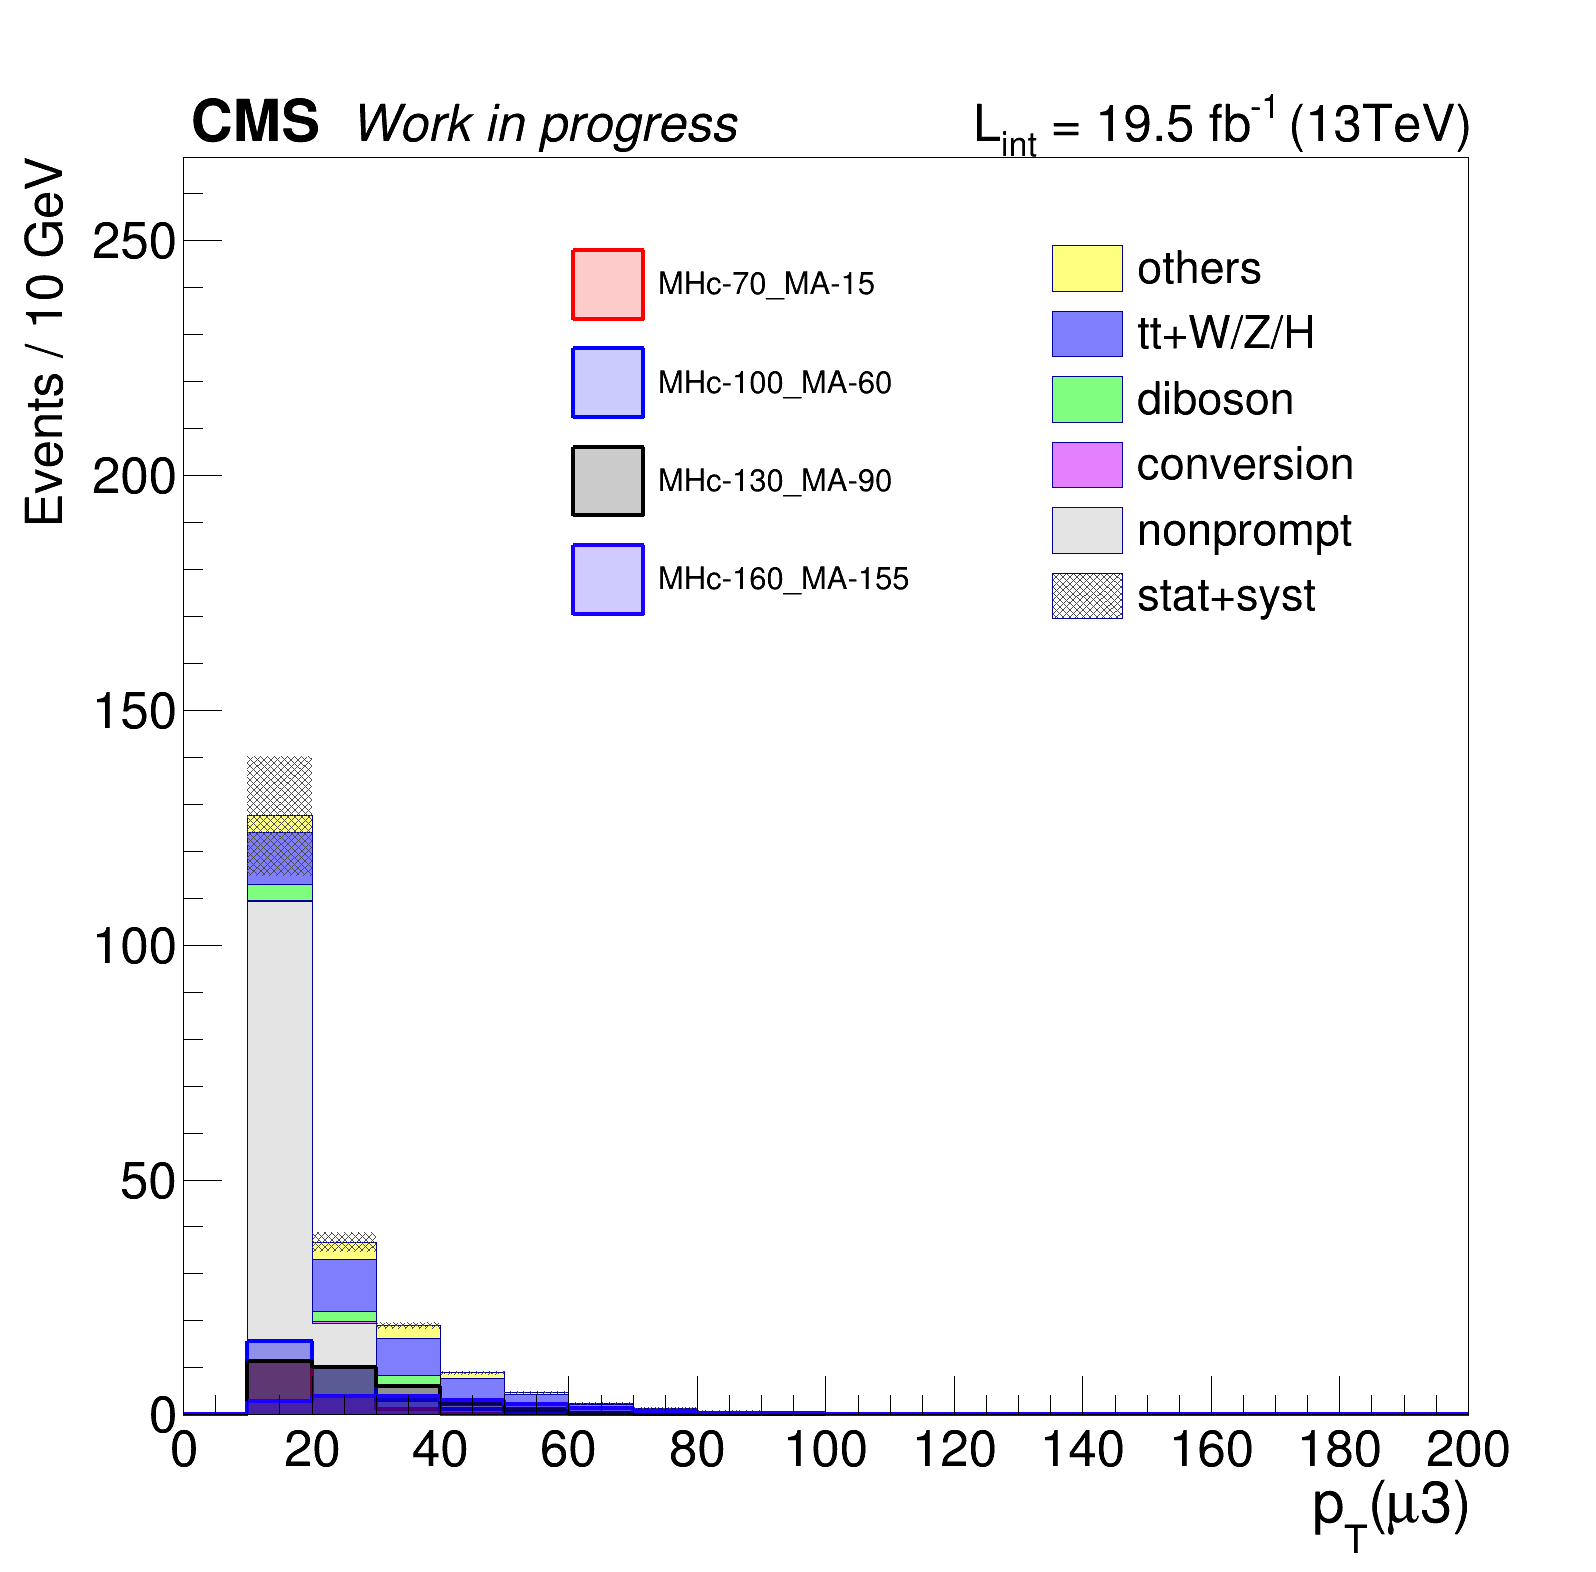 CMS Work in progress
L_int = 19.5 fb^-1 (13TeV)
Events / 10 GeV
250
200
150
100
50
0
MHc-70_MA-15
MHc-100_MA-60
MHc-130_MA-90
MHc-160_MA-155
others
tt+W/Z/H
diboson
conversion
nonprompt
stat+syst
0 20 40 60 80 100 120 140 160 180 200
p_T(μ3)